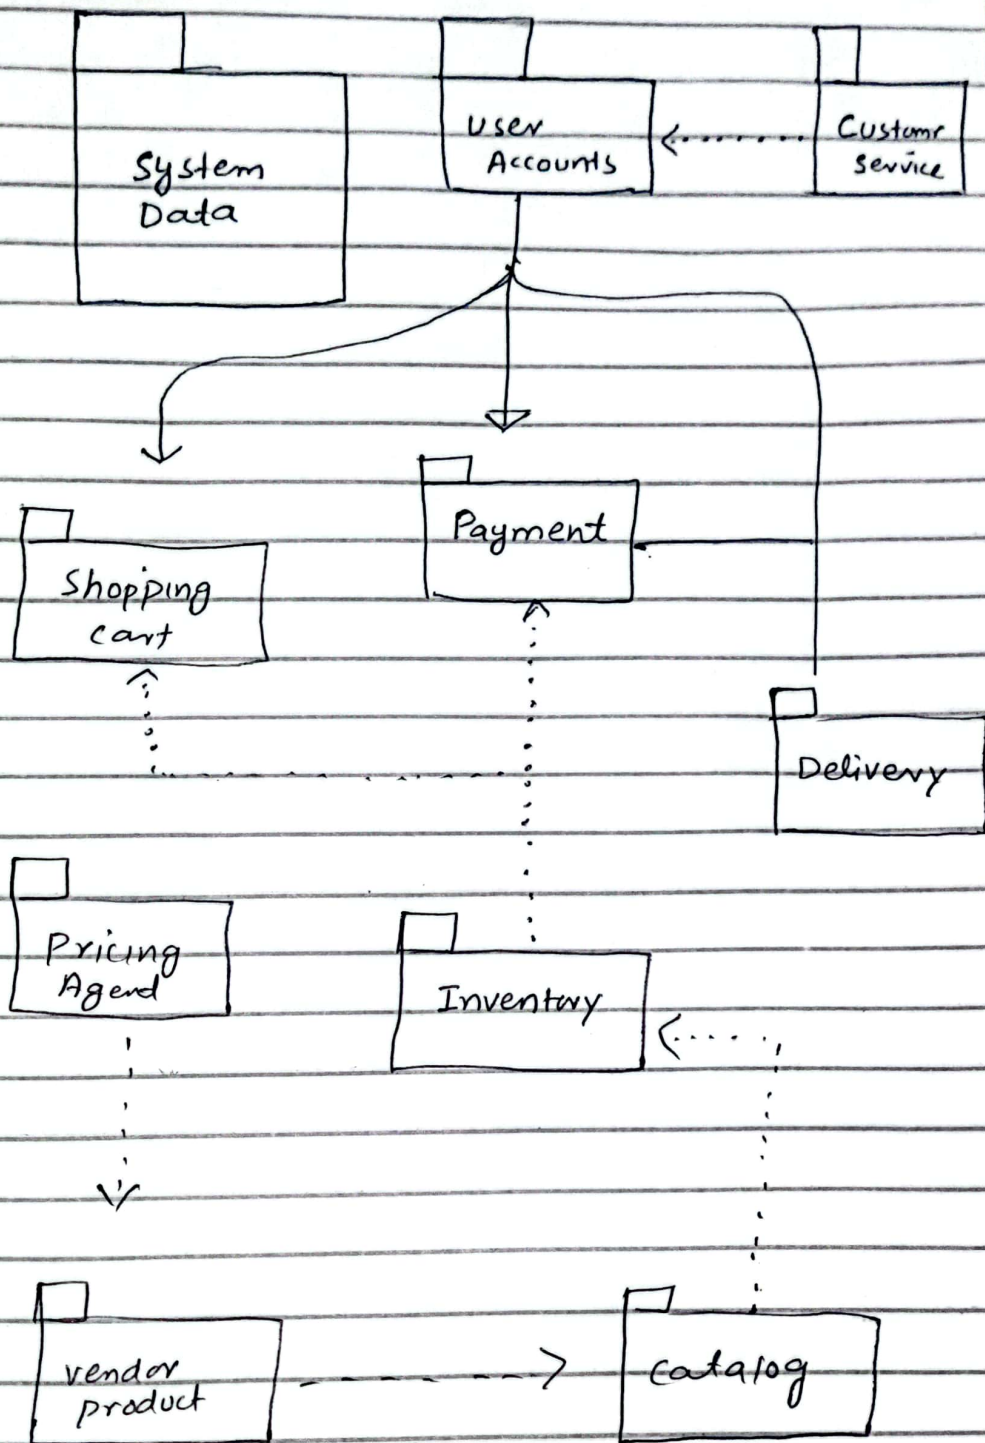 System
Data
User
Accounts
Customr
Service
Payment
Shopping
Cart
Delivery
Pricing
Agend
Inventory
vendor
product
Catalog